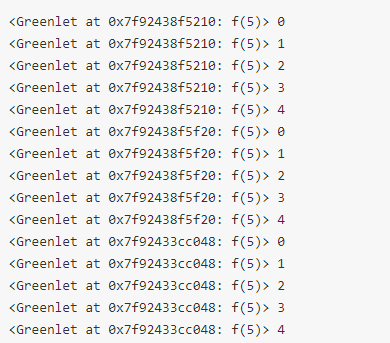 <Greenlet at 0x7f92438f5210: f(5)> 0
<Greenlet at 0x7f92438f5210: f(5)> 1
<Greenlet at 0x7f92438f5210: f(5)> 2
<Greenlet at 0x7f92438f5210: f(5)> 3
<Greenlet at 0x7f92438f5210: f(5)> 4
<Greenlet at 0x7f92438f5f20: f(5)> 0
<Greenlet at 0x7f92438f5f20: f(5)> 1
<Greenlet at 0x7f92438f5f20: f(5)> 2
<Greenlet at 0x7f92438f5f20: f(5)> 3
<Greenlet at 0x7f92438f5f20: f(5)> 4
<Greenlet at 0x7f92433cc048: f(5)> 0
<Greenlet at 0x7f92433cc048: f(5)> 1
<Greenlet at 0x7f92433cc048: f(5)> 2
<Greenlet at 0x7f92433cc048: f(5)> 3
<Greenlet at 0x7f92433cc048: f(5)> 4